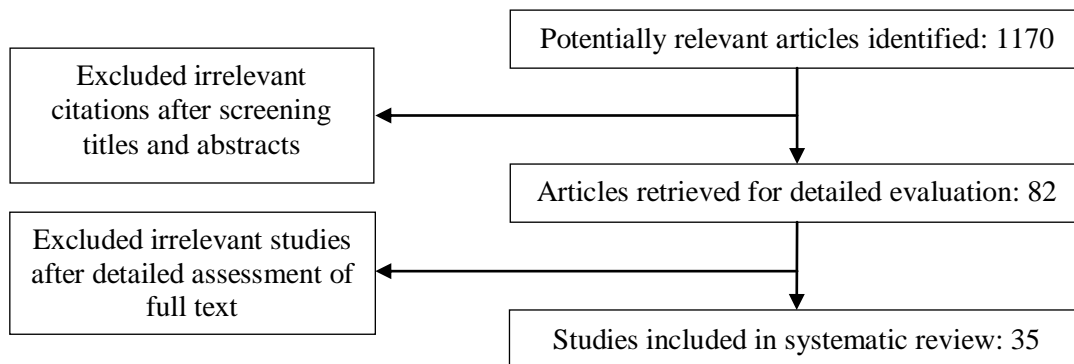 Potentially relevant articles identified: 1170
Excluded irrelevant
citations after screening
titles and abstracts
Articles retrieved for detailed evaluation: 82
Excluded irrelevant studies
after detailed assessment of
full text
Studies included in systematic review: 35